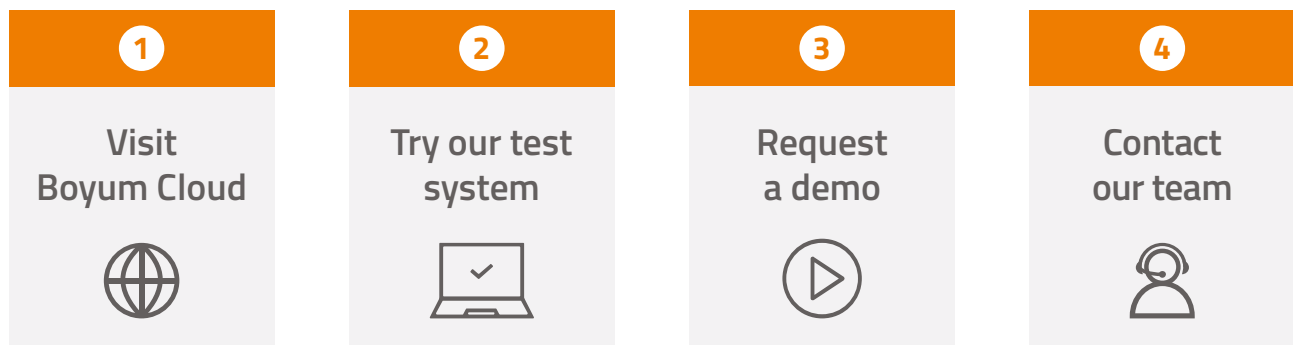 1
Visit
Boyum Cloud
2
Try our test
system
3
Request
a demo
4
Contact
our team